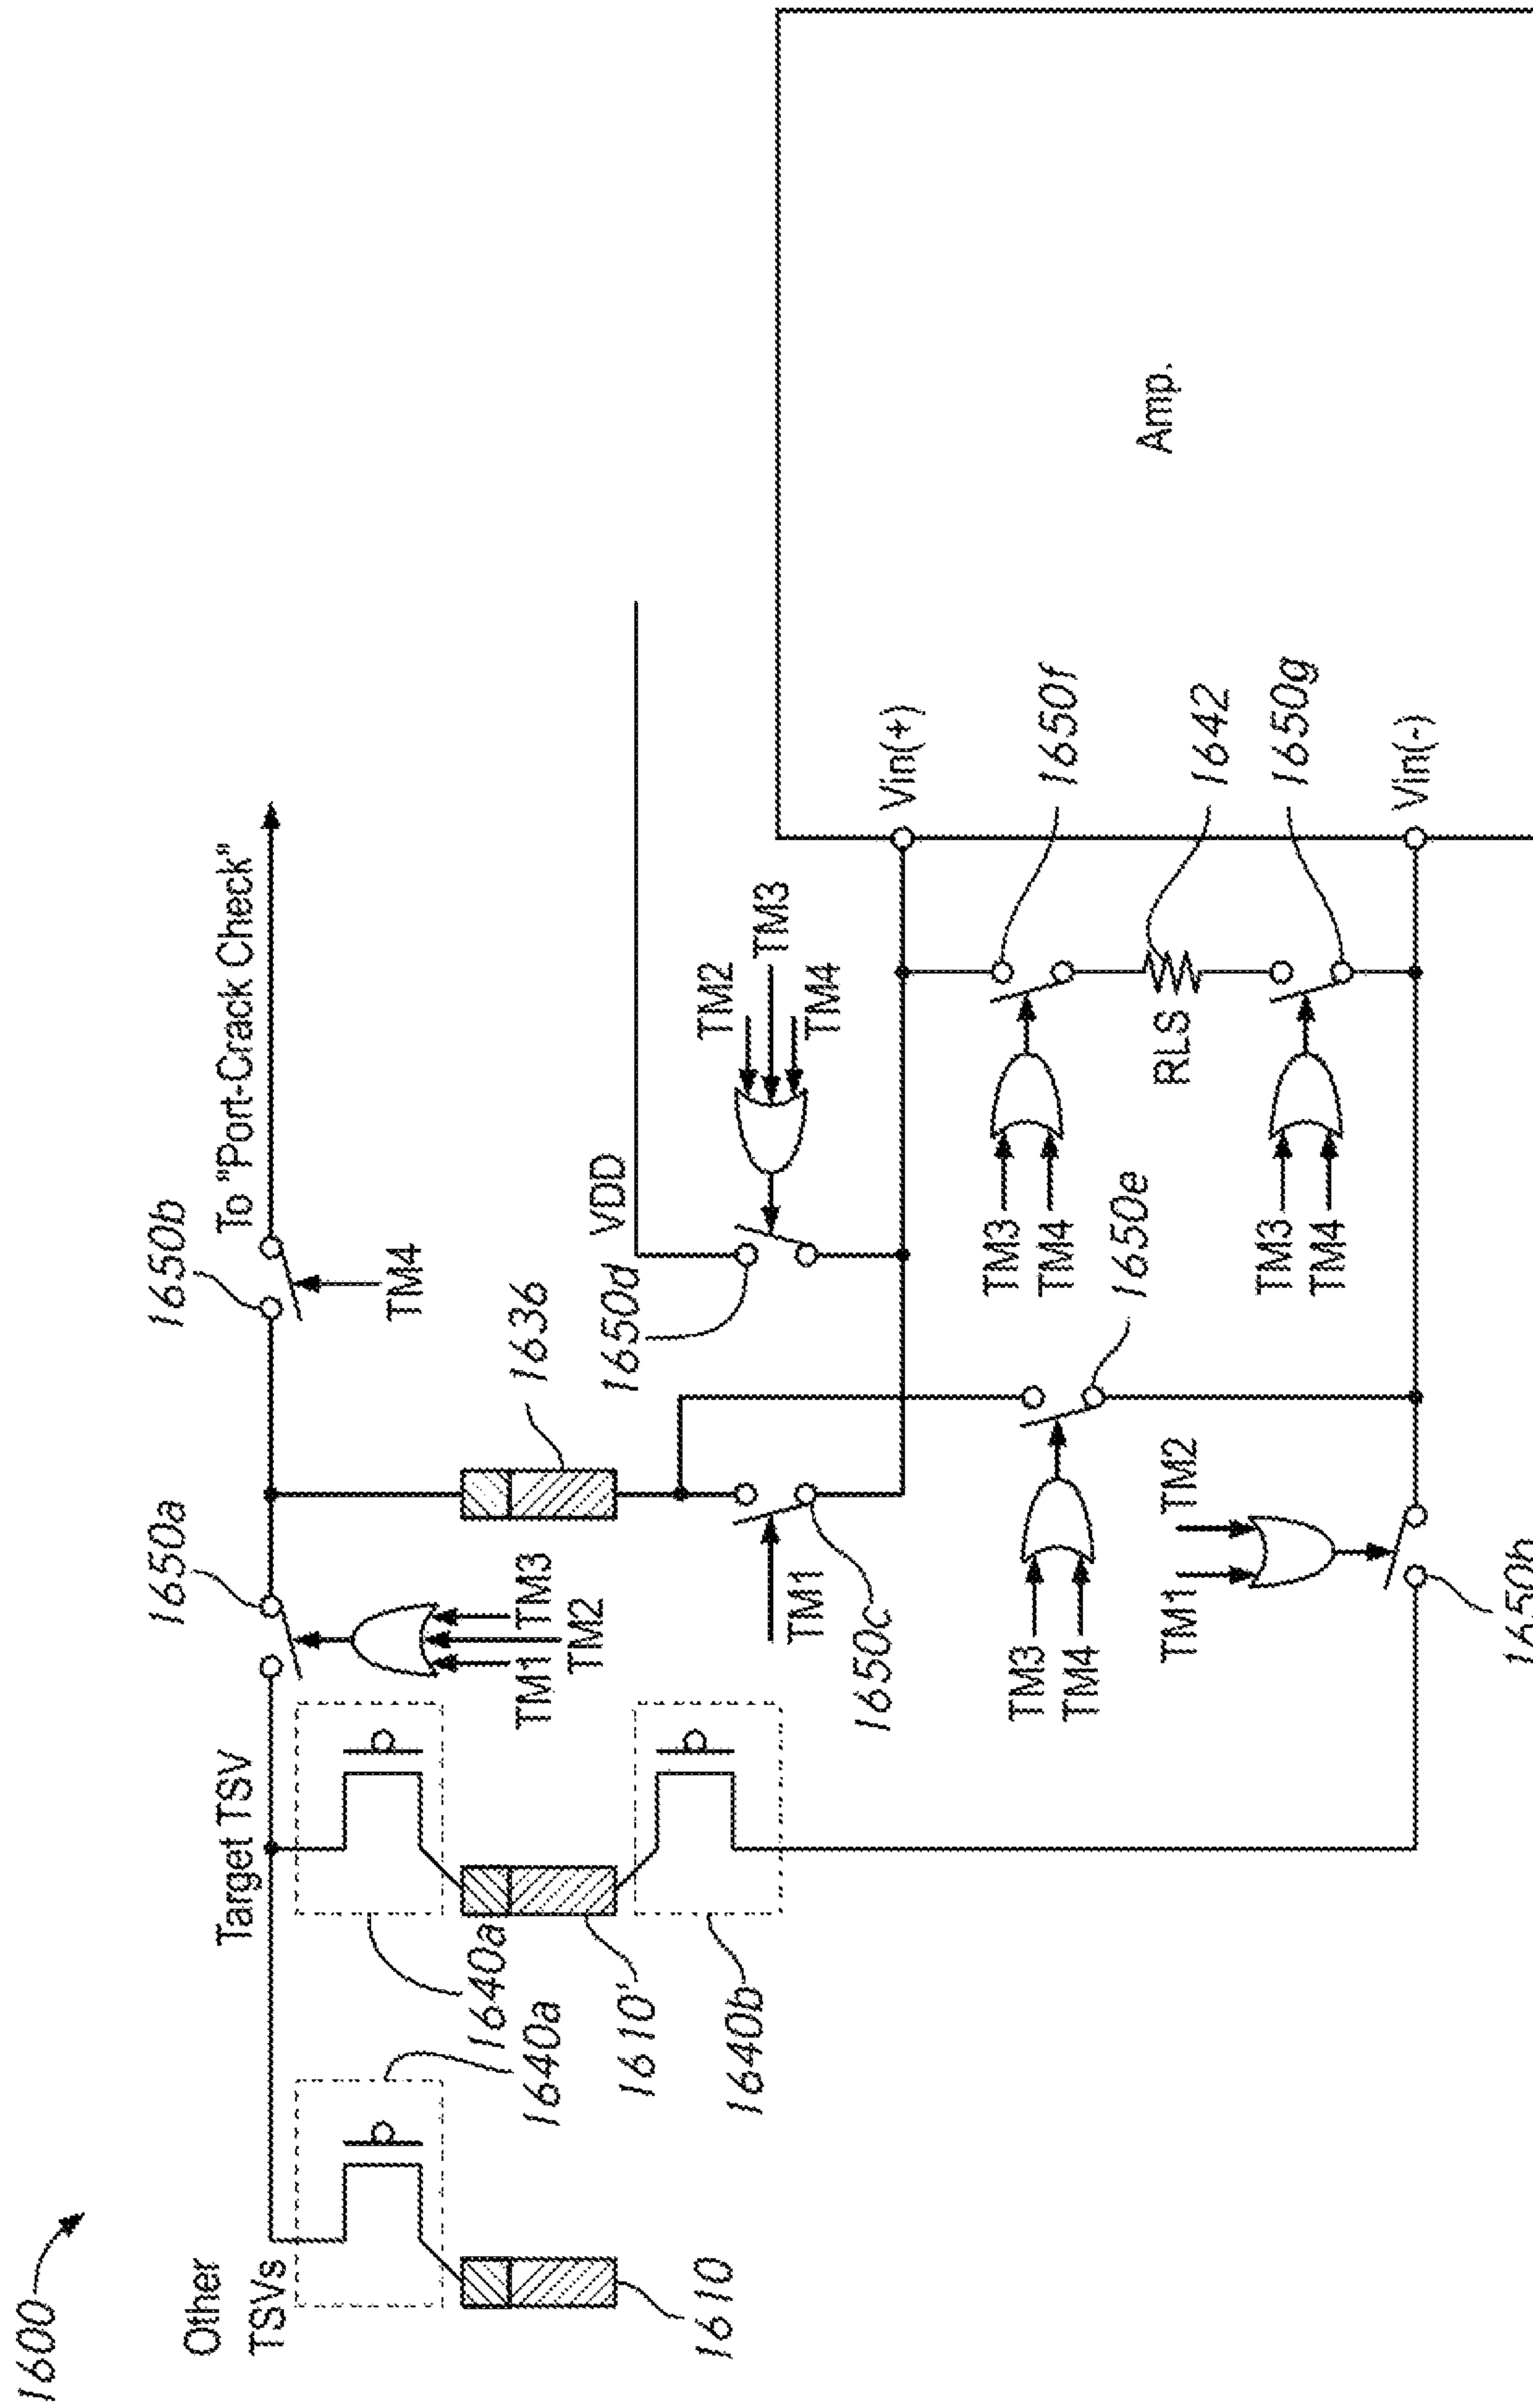 1600
1650a
1650b
Other
TSVs
Target TSV
To "Port-Crack Check"
TM4
1640a
1640a
TM1
TM3
TM2
1636
VDD
1610'
1650d
1610
1640b
TM2
TM3
TM4
TM1
1650c
Vin(+)
TM3
TM4
TM3
TM4
1650f
1650e
Amp.
RLS
TM1
TM2
1642
TM3
TM4
1650g
Vin(-)
1650h